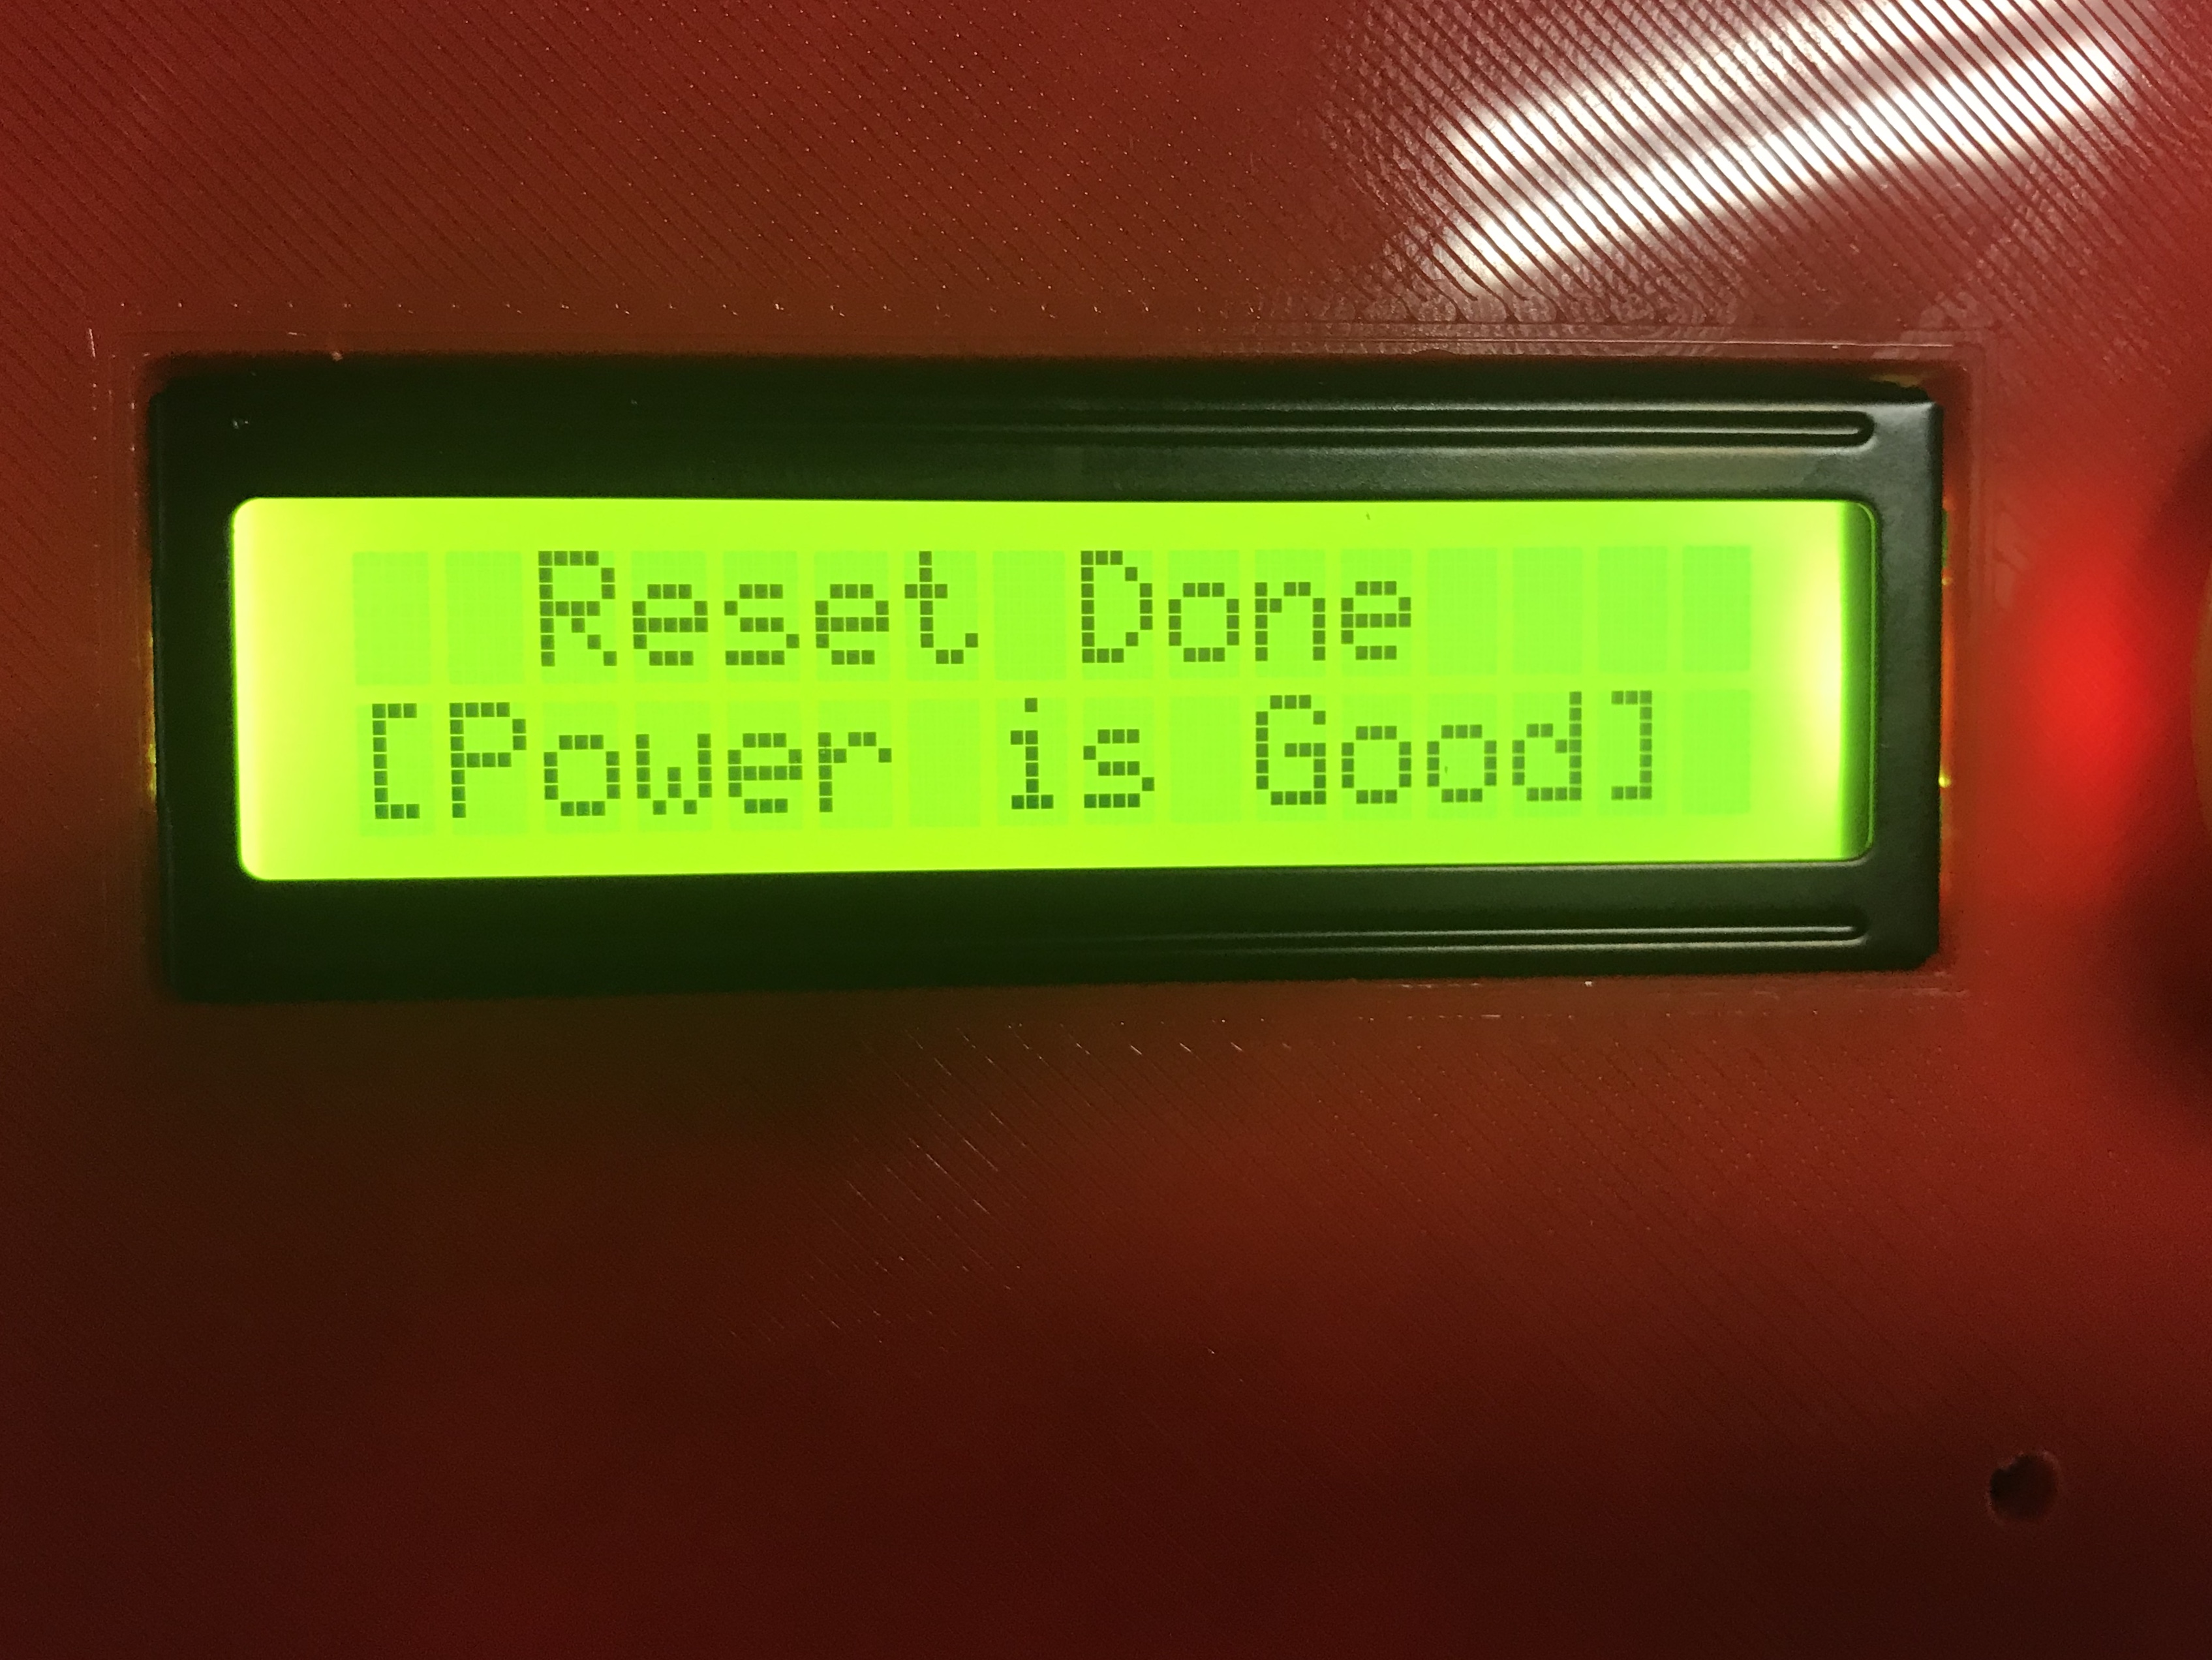 Reset Done
[Power is Good]